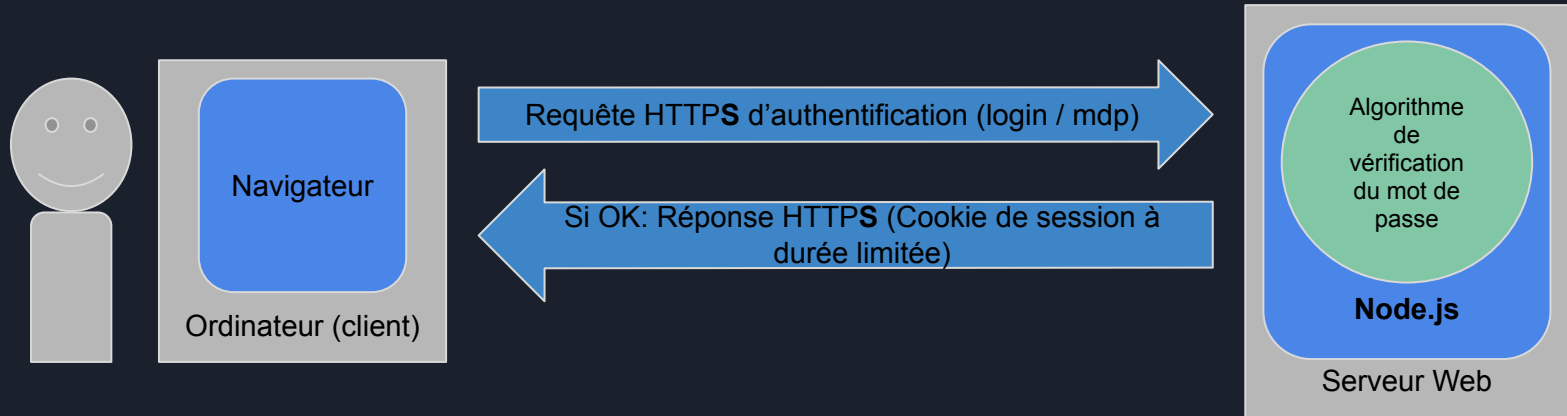 Requête HTTPS d’authentification (login / mdp)
Navigateur
Si OK: Réponse HTTPS (Cookie de session à
durée limitée)
Ordinateur (client)
Algorithme
de
vérification
du mot de
passe
Node.js
Serveur Web